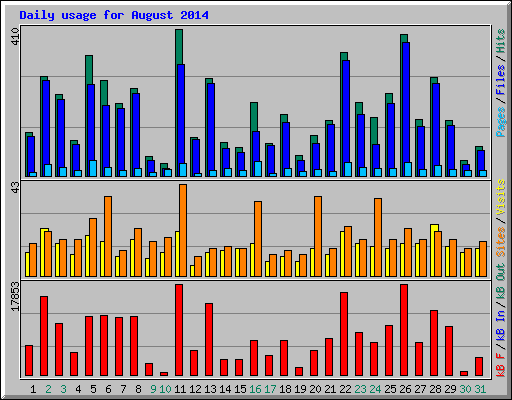 Daily usage for August 2014
410
Pages / Files / Hits
43
Sites / Visits
17853
kB F / kB In / kB Out
1 2 3 4 5 6 7 8 9 10 11 12 13 14 15 16 17 18 19 20 21 22 23 24 25 26 27 28 29 30 31